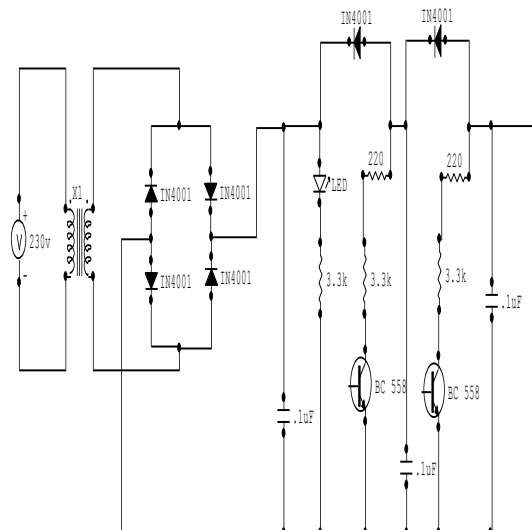 IN4001
IN4001
220
220
X1
IN4001
IN4001
LED
+
V
230v
-
IN4001
IN4001
3.3k
3.3k
3.3k
.1uF
BC 558
BC 558
.1uF
.1uF